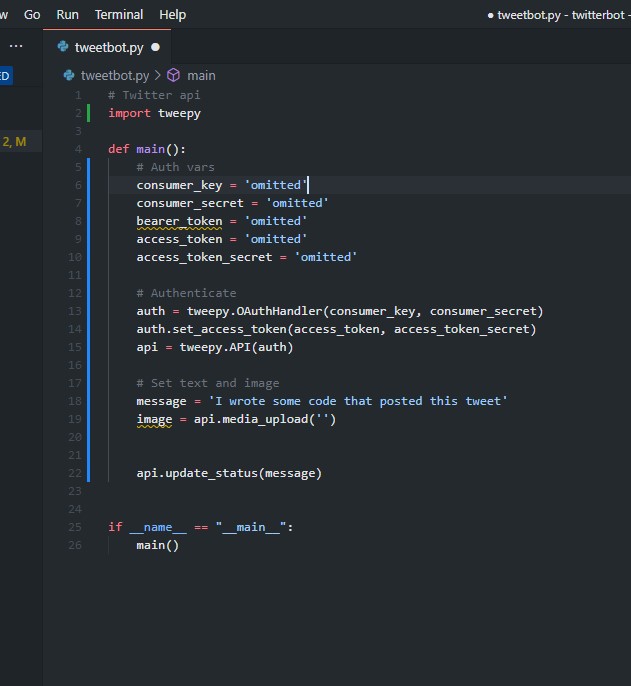 w Go Run Terminal Help ● tweetbot.py - twitterbot -
... tweetbot.py ●
ED tweetbot.py > main
1 # Twitter api
2 import tweepy
3
2, M 4 def main():
5 # Auth vars
6 consumer_key = 'omitted'
7 consumer_secret = 'omitted'
8 bearer_token = 'omitted'
9 access_token = 'omitted'
10 access_token_secret = 'omitted'
11
12 # Authenticate
13 auth = tweepy.OAuthHandler(consumer_key, consumer_secret)
14 auth.set_access_token(access_token, access_token_secret)
15 api = tweepy.API(auth)
16
17 # Set text and image
18 message = 'I wrote some code that posted this tweet'
19 image = api.media_upload('')
20
21
22 api.update_status(message)
23
24
25 if __name__ == "__main__":
26 main()